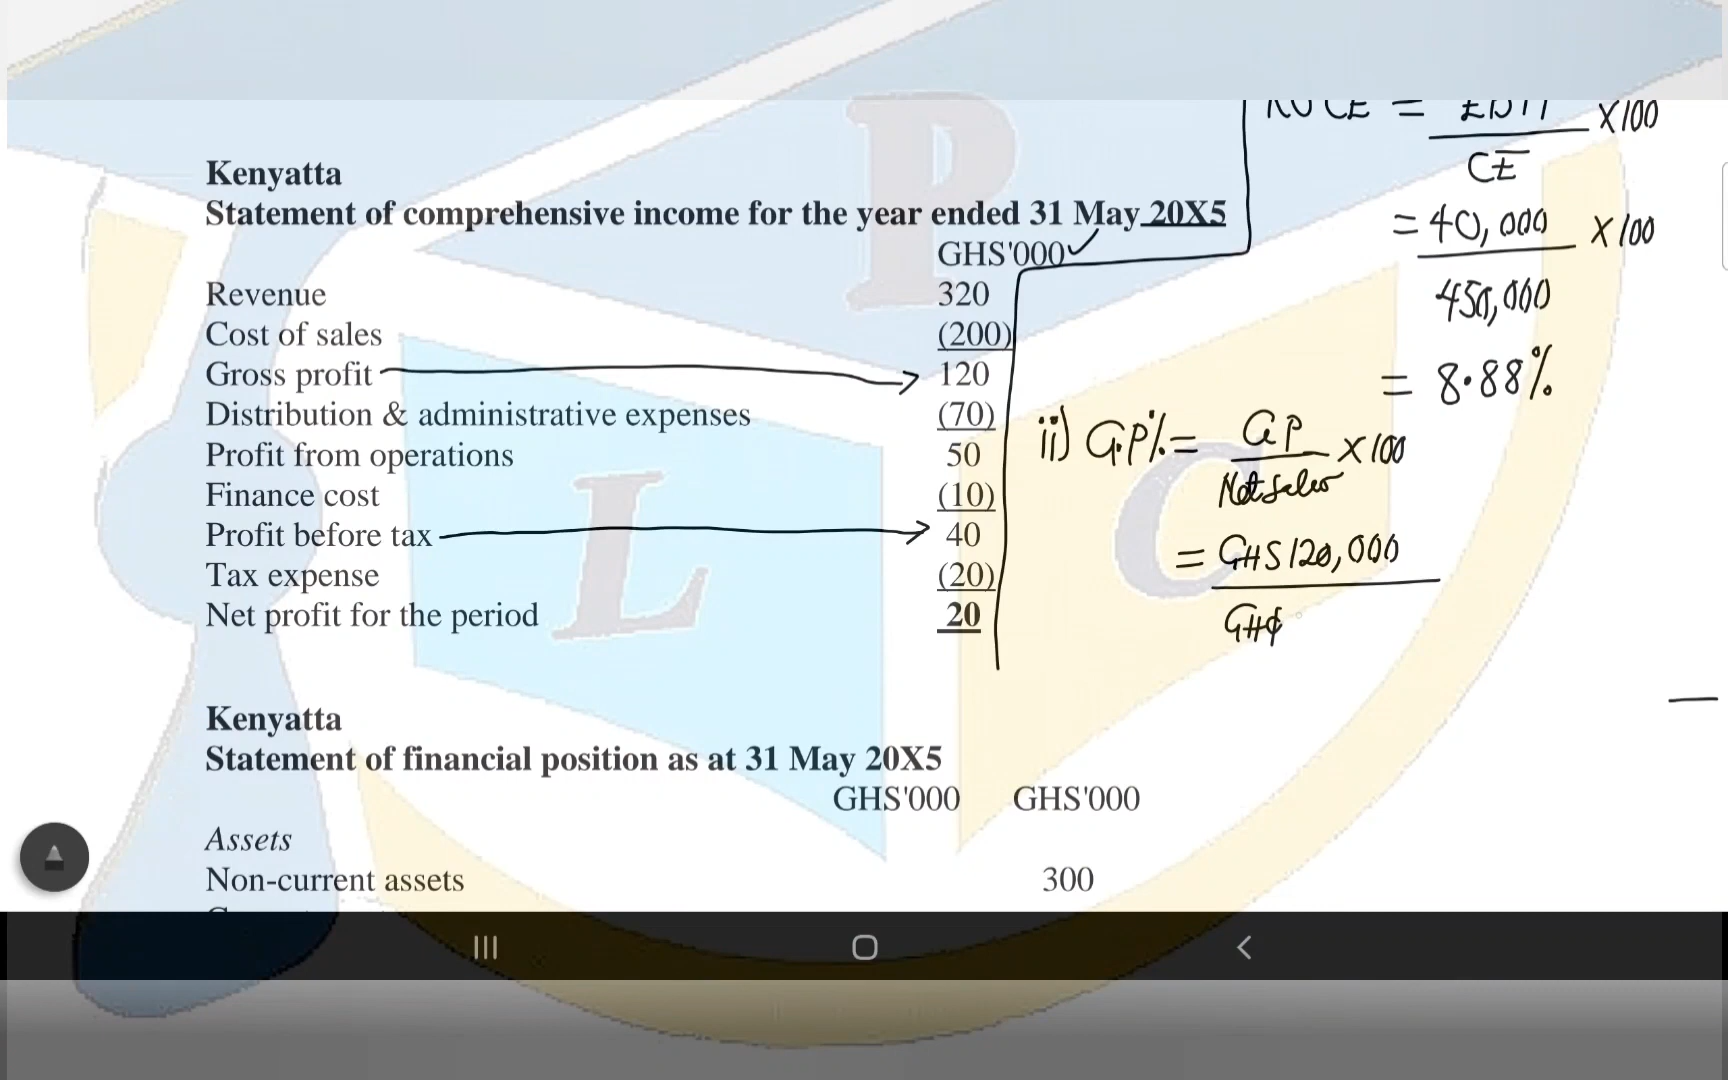 ROCE = EBIT X100
CE
= 40,000 X100
450,000
= 8.88%
Kenyatta
Statement of comprehensive income for the year ended 31 May 20X5
GHS'000
Revenue 320
Cost of sales (200)
Gross profit 120
Distribution & administrative expenses (70)
Profit from operations 50
Finance cost (10)
Profit before tax 40
Tax expense (20)
Net profit for the period 20
ii) G.P% = GP X100
Net Sales
= GHS 120,000
GH¢
Kenyatta
Statement of financial position as at 31 May 20X5
GHS'000 GHS'000
Assets
Non-current assets 300
P
L C